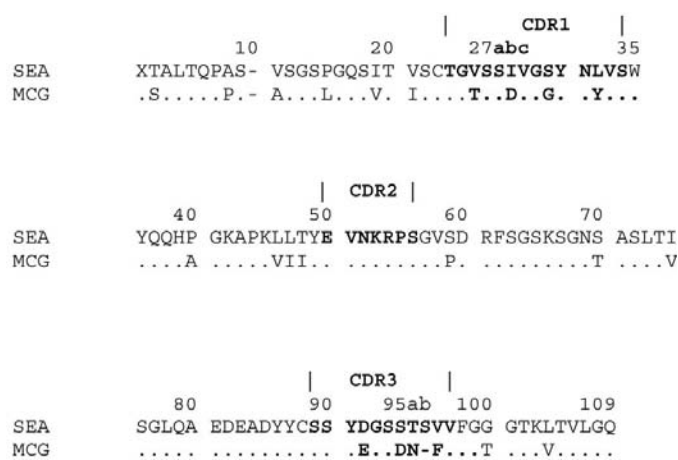 | CDR1 |
10 20 27abc 35
SEA XTALTQPAS- VSGSPGQSIT VSCTGVSSIVGSY NLVSW
MCG .S.....P.- A....L...V. I.....T..D..G. .Y...
| CDR2 |
40 50 60 70
SEA YQQHP GKAPKLLTYE VNKRPSGVSD RFSGSKSGNS ASLTI
MCG ....A .....VII.. ........P. .........T ....V
| CDR3 |
80 90 95ab 100 109
SEA SGLQA EDEADYYCSS YDGSSTSVVFGG GTKLTVLGQ
MCG ..... .......... .E..DN-F...T ...V.....